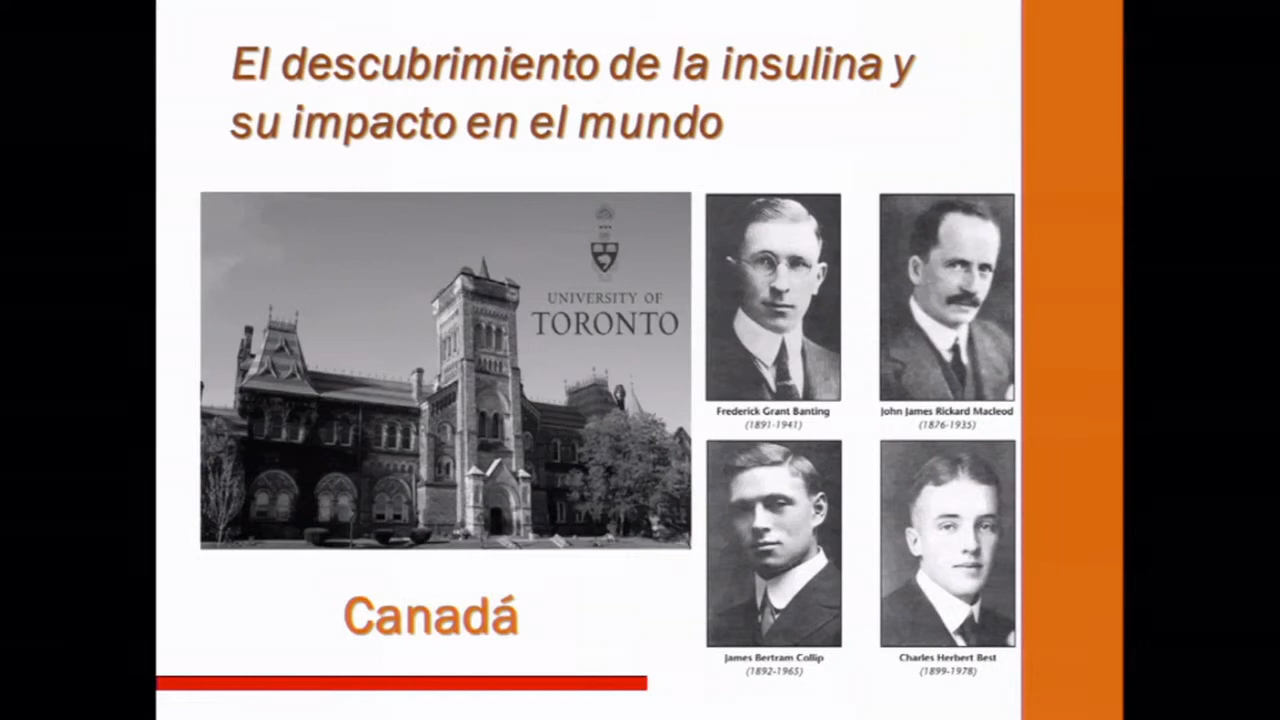 El descubrimiento de la insulina y
su impacto en el mundo
UNIVERSITY OF
TORONTO
Frederick Grant Banting
(1891-1941)
John James Rickard Macleod
(1876-1935)
James Bertram Collip
(1892-1965)
Charles Herbert Best
(1899-1978)
Canadá